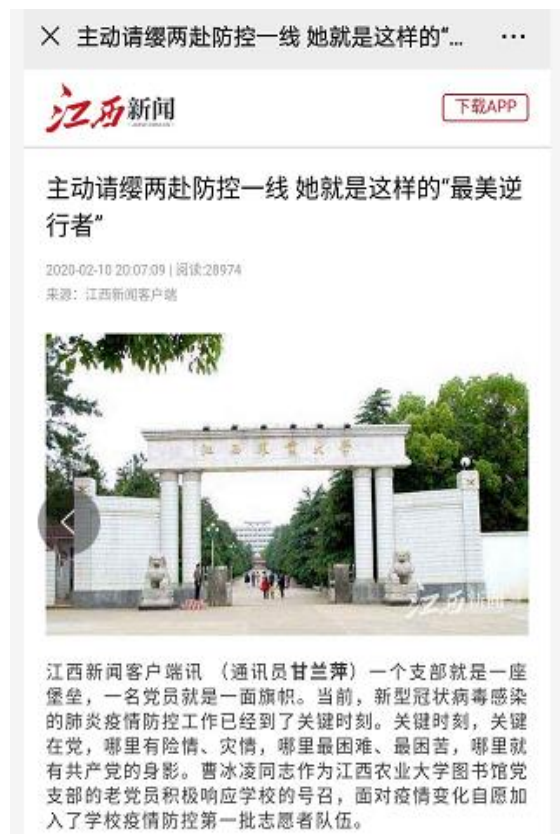 主动请缨两赴防控一线 她就是这样的“...
江西新闻
下载APP
主动请缨两赴防控一线 她就是这样的“最美逆
行者”
2020-02-10 20:07:09 | 阅读:28974
来源：江西新闻客户端
江西农业大学
江西新闻
江西新闻客户端讯 （通讯员甘兰萍）一个支部就是一座
堡垒，一名党员就是一面旗帜。当前，新型冠状病毒感染
的肺炎疫情防控工作已经到了关键时刻。关键时刻，关键
在党，哪里有险情、灾情，哪里最困难、最困苦，哪里就
有共产党的身影。曹冰凌同志作为江西农业大学图书馆党
支部的老党员积极响应学校的号召，面对疫情变化自愿加
入了学校疫情防控第一批志愿者队伍。